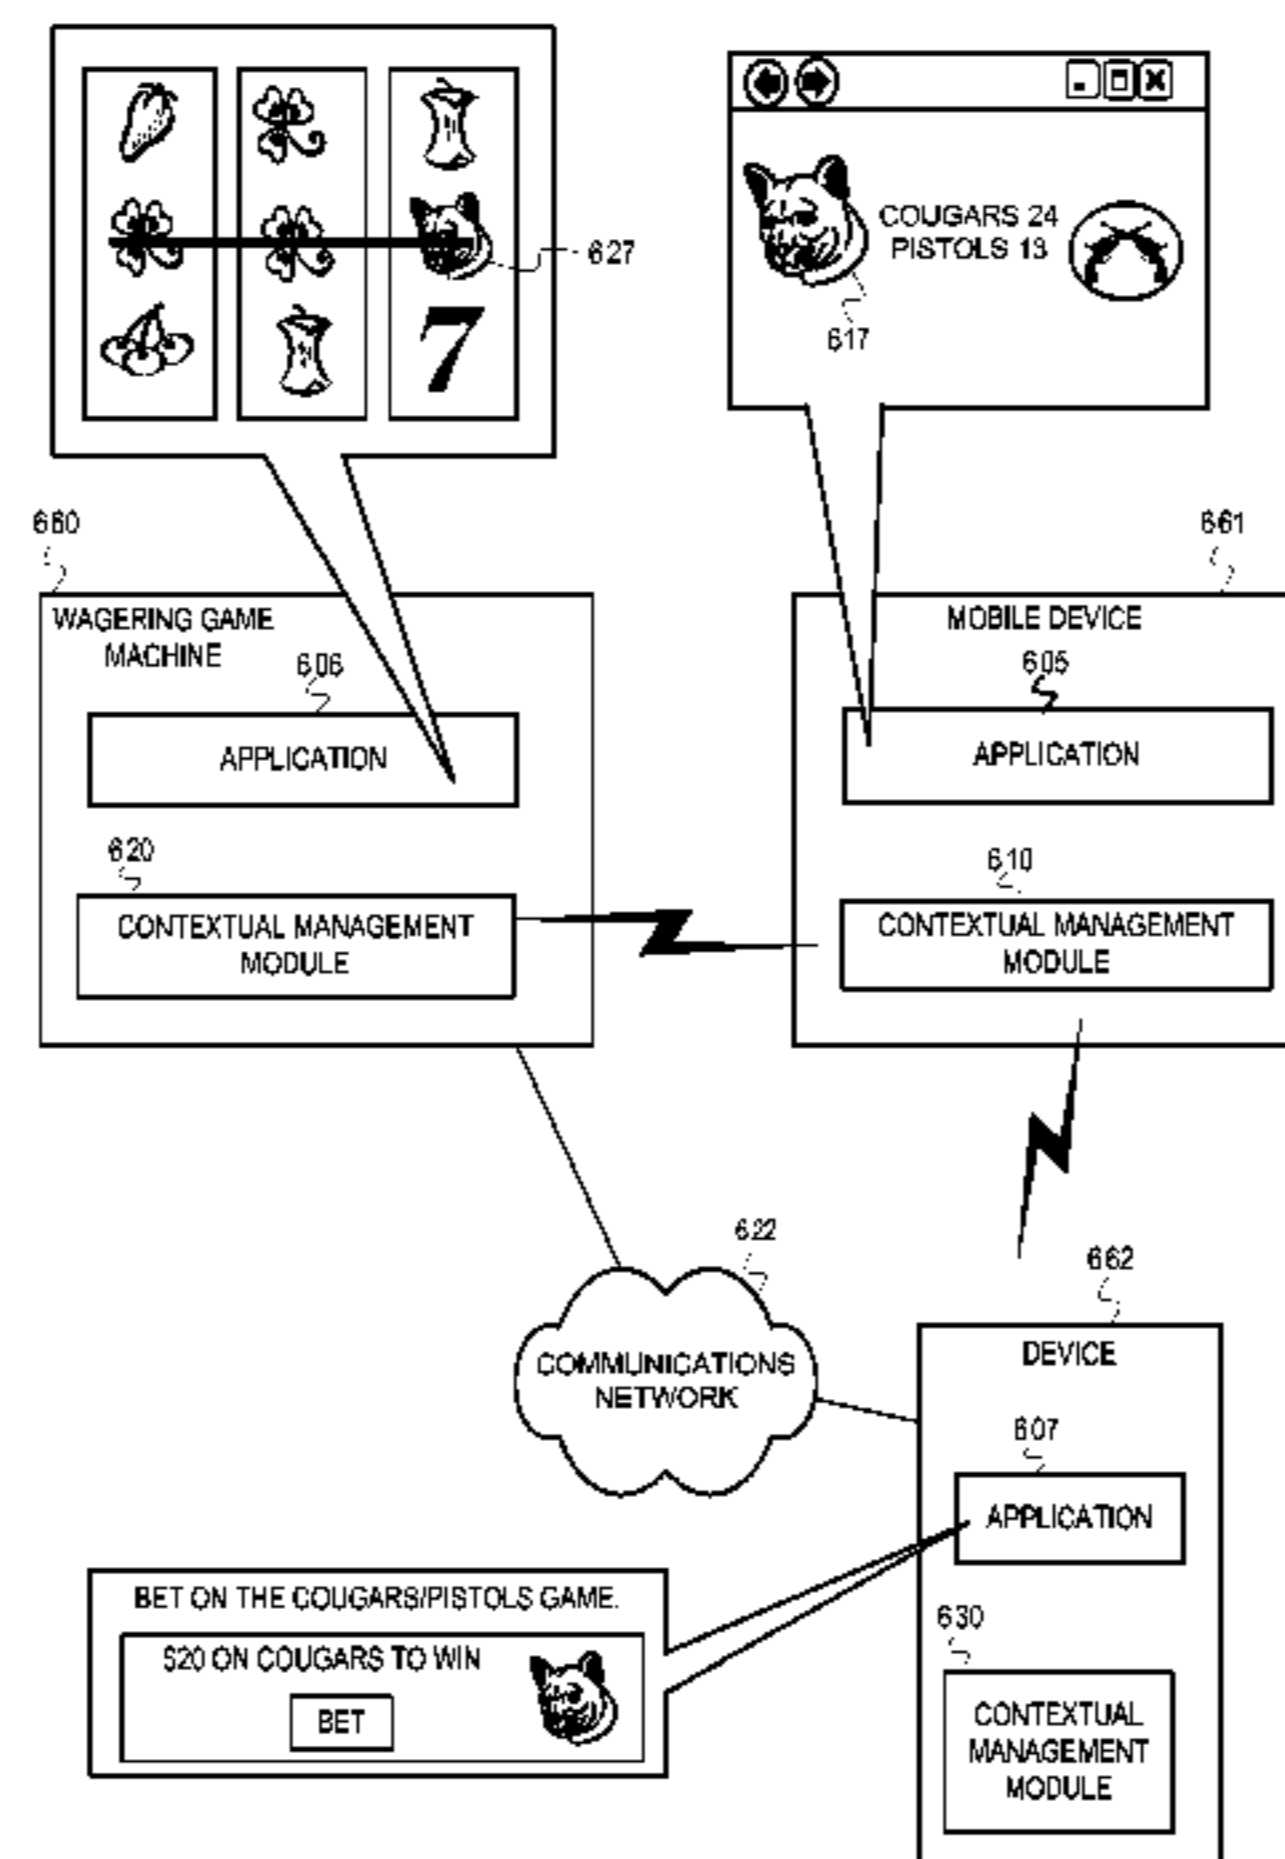 627
7
COUGARS 24
PISTOLS 13
617
660
661
WAGERING GAME
MACHINE
606
APPLICATION
620
CONTEXTUAL MANAGEMENT
MODULE
MOBILE DEVICE
605
APPLICATION
610
CONTEXTUAL MANAGEMENT
MODULE
622
COMMUNICATIONS
NETWORK
662
DEVICE
607
APPLICATION
630
CONTEXTUAL
MANAGEMENT
MODULE
BET ON THE COUGARS/PISTOLS GAME.
$20 ON COUGARS TO WIN
BET